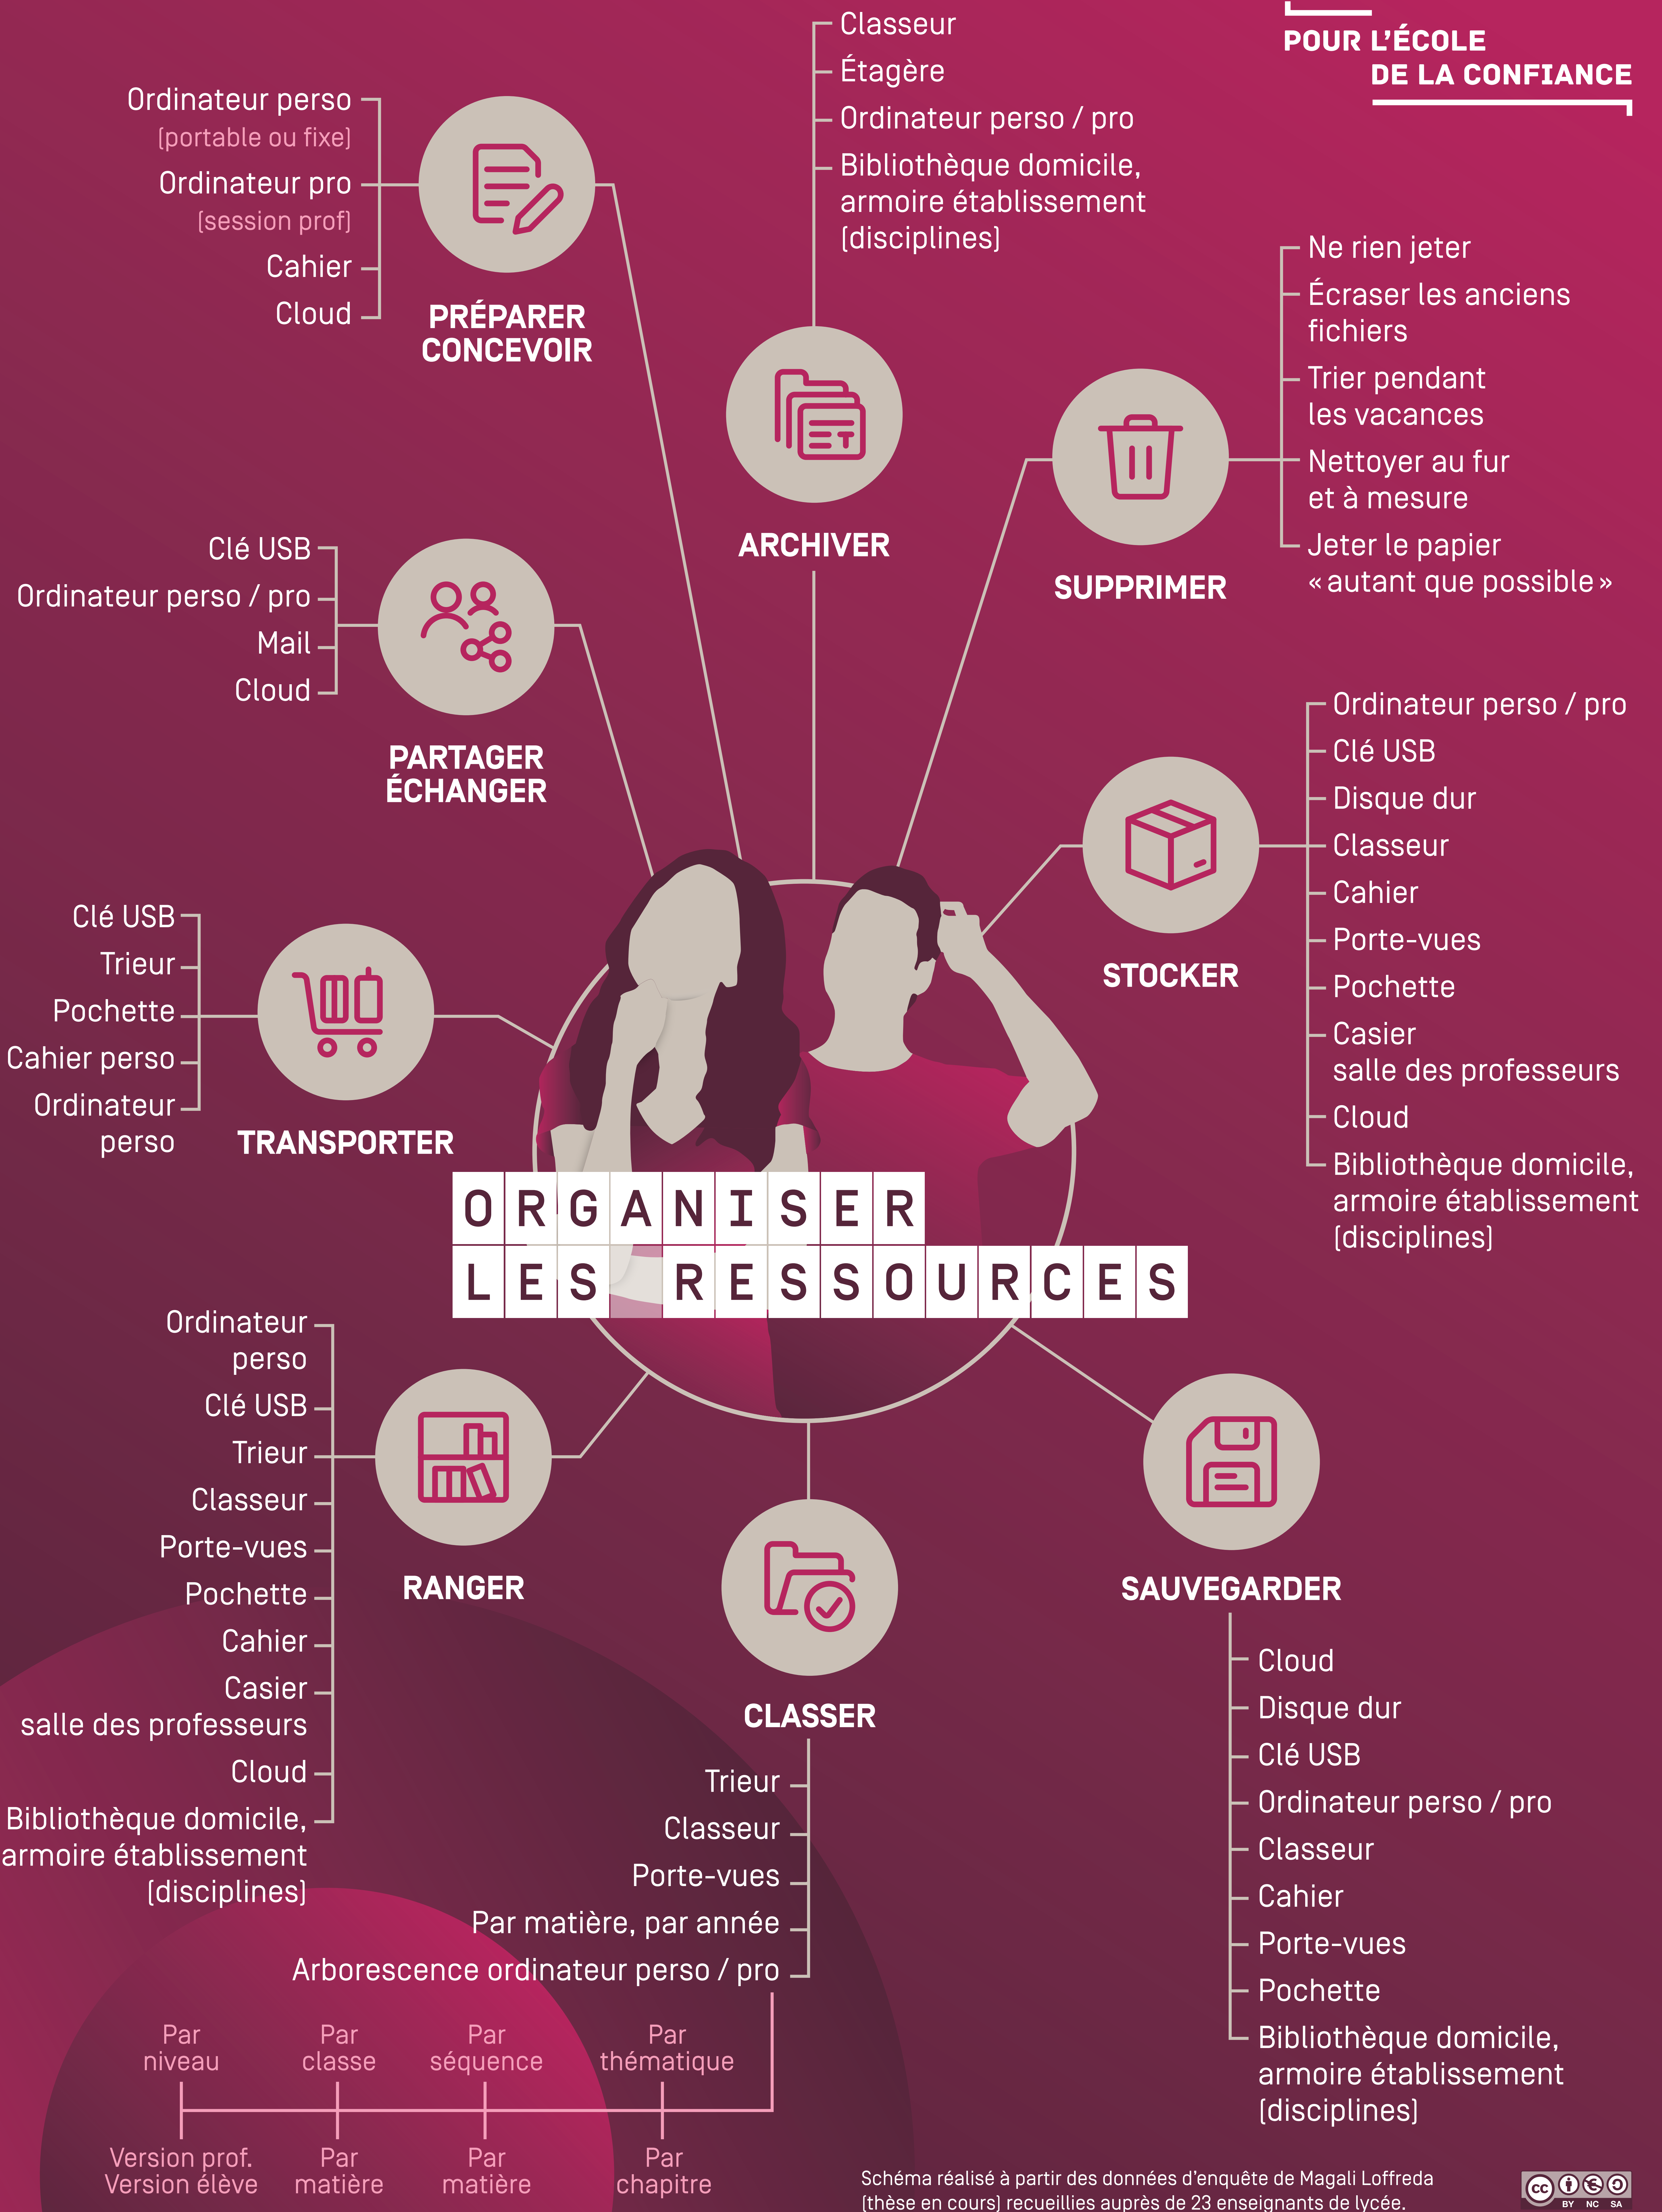 POUR L'ÉCOLE
DE LA CONFIANCE
Ordinateur perso
(portable ou fixe)
Ordinateur pro
(session prof)
Cahier
Cloud
PRÉPARER
CONCEVOIR
Classeur
Étagère
Ordinateur perso / pro
Bibliothèque domicile,
armoire établissement
(disciplines)
ARCHIVER
Ne rien jeter
Écraser les anciens
fichiers
Trier pendant
les vacances
Nettoyer au fur
et à mesure
Jeter le papier
« autant que possible »
SUPPRIMER
Clé USB
Ordinateur perso / pro
Mail
Cloud
PARTAGER
ÉCHANGER
Ordinateur perso / pro
Clé USB
Disque dur
Classeur
Cahier
Porte-vues
Pochette
Casier
salle des professeurs
Cloud
Bibliothèque domicile,
armoire établissement
(disciplines)
STOCKER
Clé USB
Trieur
Pochette
Cahier perso
Ordinateur
perso
TRANSPORTER
ORGANISER
LES RESSOURCES
Ordinateur
perso
Clé USB
Trieur
Classeur
Porte-vues
Pochette
Cahier
Casier
salle des professeurs
Cloud
Bibliothèque domicile,
armoire établissement
(disciplines)
RANGER
CLASSER
Trieur
Classeur
Porte-vues
Par matière, par année
Arborescence ordinateur perso / pro
Par
niveau
Par
classe
Par
séquence
Par
thématique
Version prof.
Version élève
Par
matière
Par
matière
Par
chapitre
SAUVEGARDER
Cloud
Disque dur
Clé USB
Ordinateur perso / pro
Classeur
Cahier
Porte-vues
Pochette
Bibliothèque domicile,
armoire établissement
(disciplines)
Schéma réalisé à partir des données d'enquête de Magali Loffreda
(thèse en cours) recueillies auprès de 23 enseignants de lycée.
cc BY NC SA